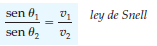 sen θ₁ / sen θ₂ = v₁ / v₂ ley de Snell